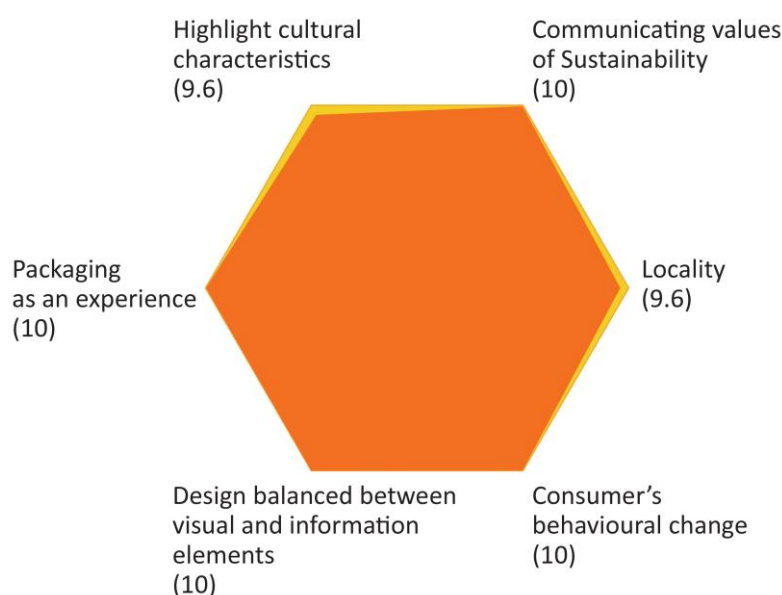 Highlight cultural
characteristics
(9.6)
Communicating values
of Sustainability
(10)
Packaging
as an experience
(10)
Locality
(9.6)
Design balanced between
visual and information
elements
(10)
Consumer’s
behavioural change
(10)